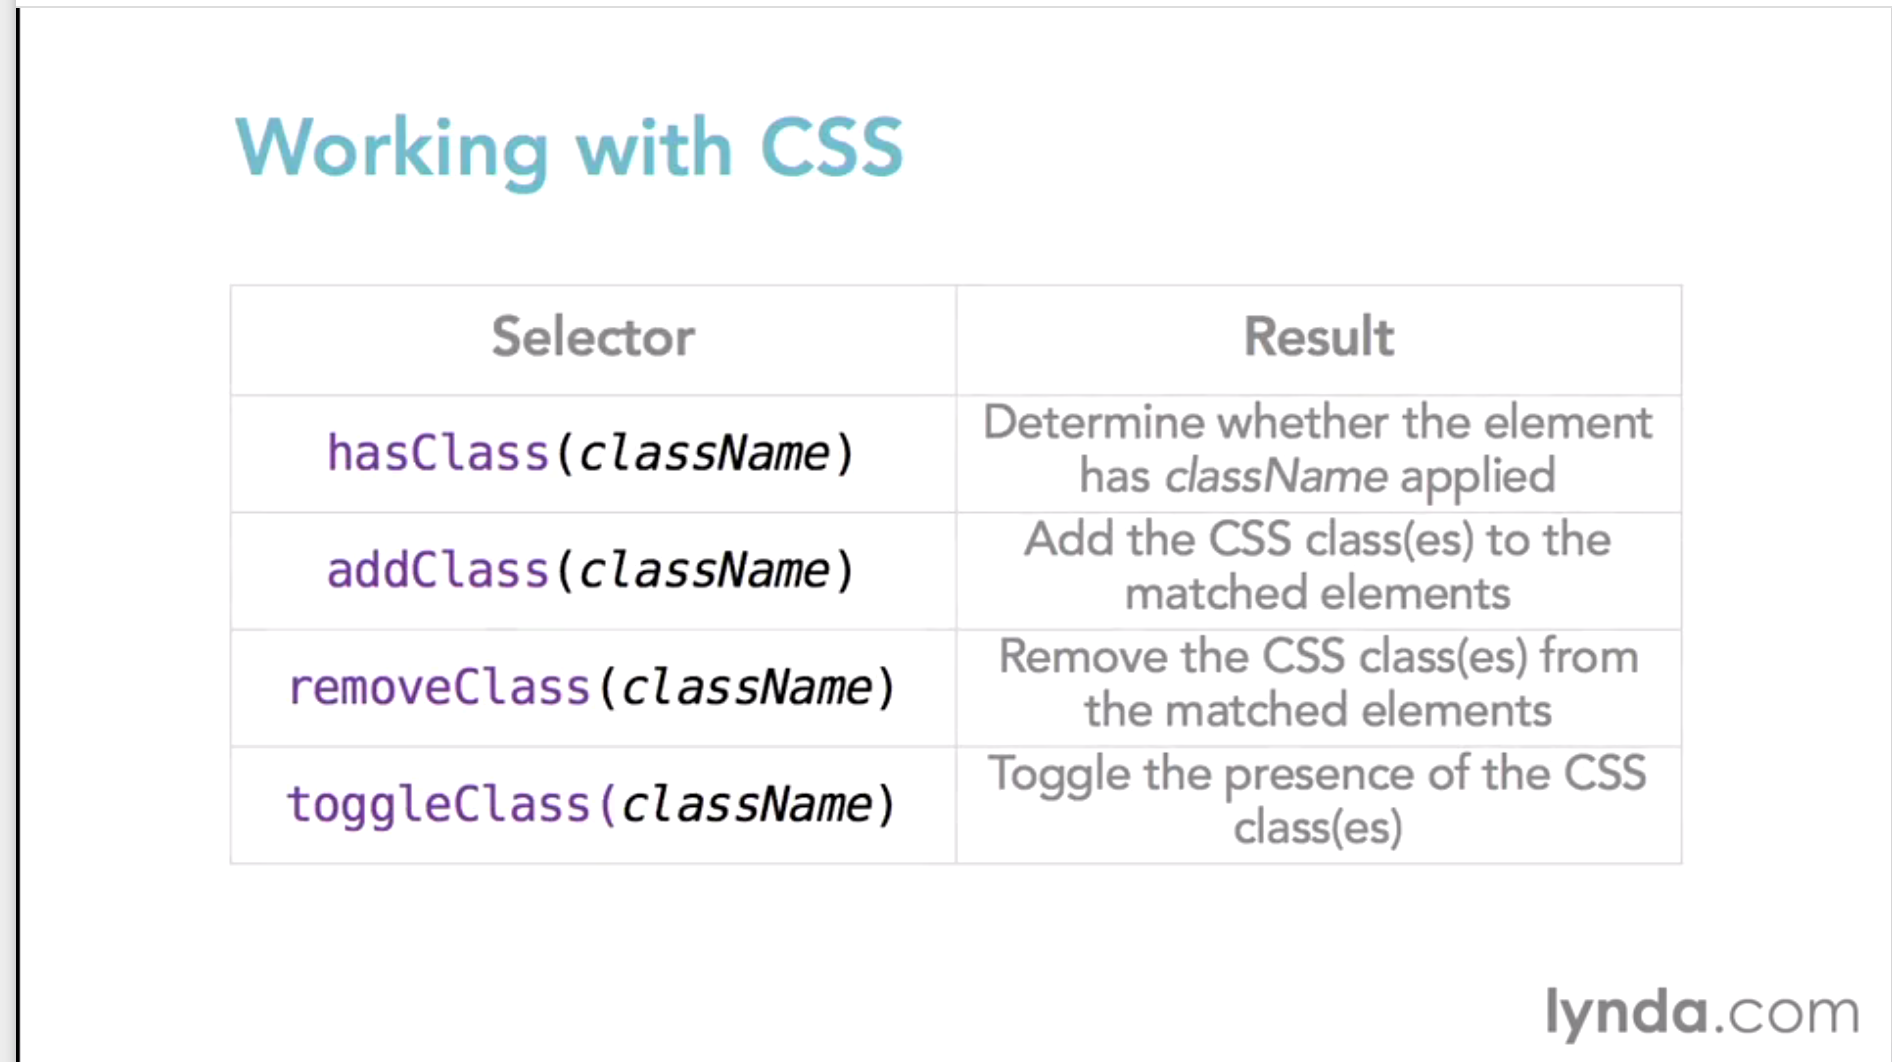 Working with CSS
Selector
Result
hasClass(className)
Determine whether the element
has className applied
addClass(className)
Add the CSS class(es) to the
matched elements
removeClass(className)
Remove the CSS class(es) from
the matched elements
toggleClass(className)
Toggle the presence of the CSS
class(es)
lynda.com